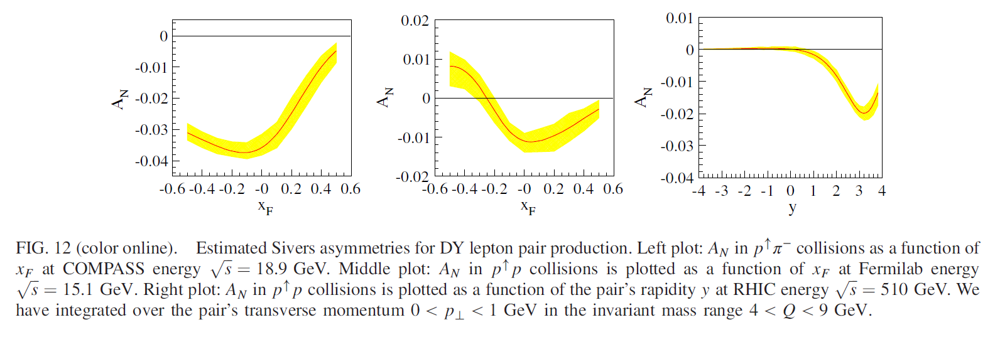 0.02
0.01
0
-0.01
-0.02
-0.03
-0.04
A_N
-0.6 -0.4 -0.2 -0 0.2 0.4 0.6
x_F
0.01
0
-0.01
-0.02
A_N
-0.6 -0.4 -0.2 -0 0.2 0.4 0.6
x_F
0.01
0
-0.01
-0.02
-0.03
-0.04
A_N
-4 -3 -2 -1 0 1 2 3 4
y
FIG. 12 (color online). Estimated Sivers asymmetries for DY lepton pair production. Left plot: A_N in p↑π⁻ collisions as a function of
x_F at COMPASS energy √s = 18.9 GeV. Middle plot: A_N in p↑p collisions is plotted as a function of x_F at Fermilab energy
√s = 15.1 GeV. Right plot: A_N in p↑p collisions is plotted as a function of the pair's rapidity y at RHIC energy √s = 510 GeV. We
have integrated over the pair's transverse momentum 0 < p⊥ < 1 GeV in the invariant mass range 4 < Q < 9 GeV.